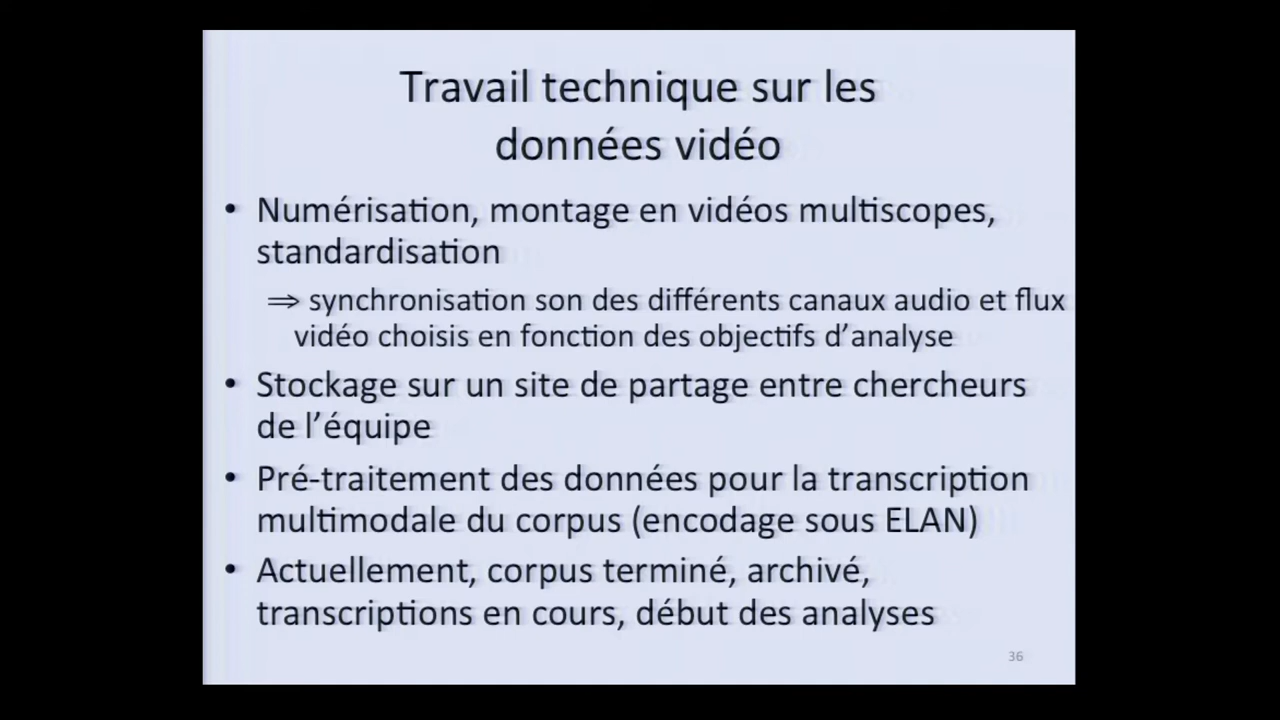 Travail technique sur les
données vidéo
• Numérisation, montage en vidéos multiscopes,
standardisation
⇒ synchronisation son des différents canaux audio et flux
vidéo choisis en fonction des objectifs d’analyse
• Stockage sur un site de partage entre chercheurs
de l’équipe
• Pré-traitement des données pour la transcription
multimodale du corpus (encodage sous ELAN)
• Actuellement, corpus terminé, archivé,
transcriptions en cours, début des analyses
36